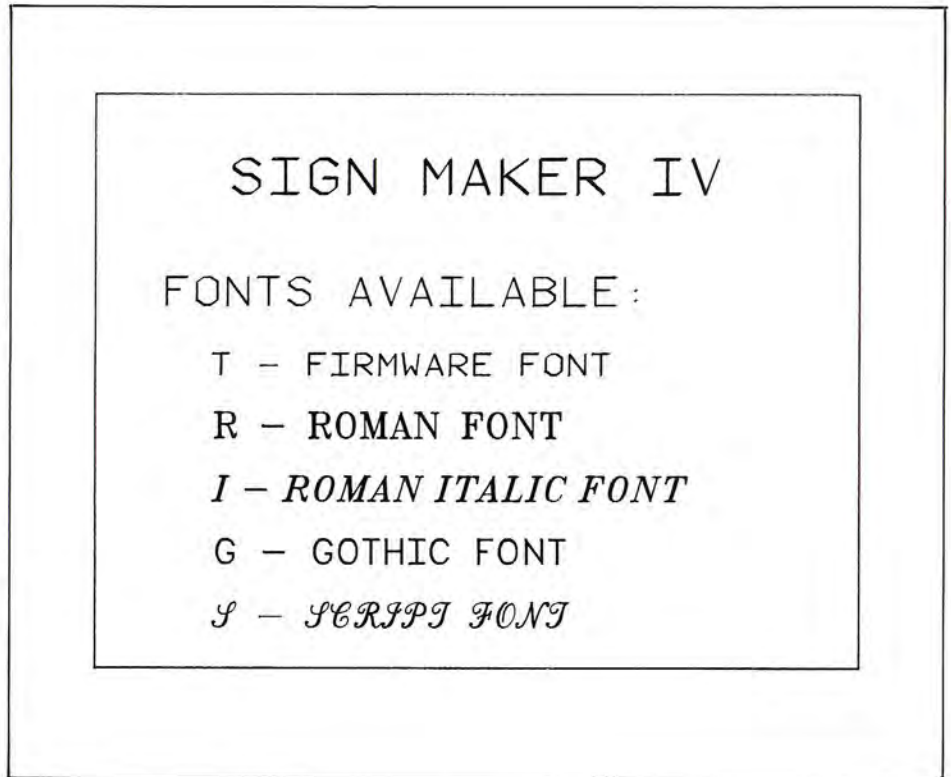 SIGN MAKER IV
FONTS AVAILABLE:
T – FIRMWARE FONT
R – ROMAN FONT
I – ROMAN ITALIC FONT
G – GOTHIC FONT
S – SCRIPT FONT